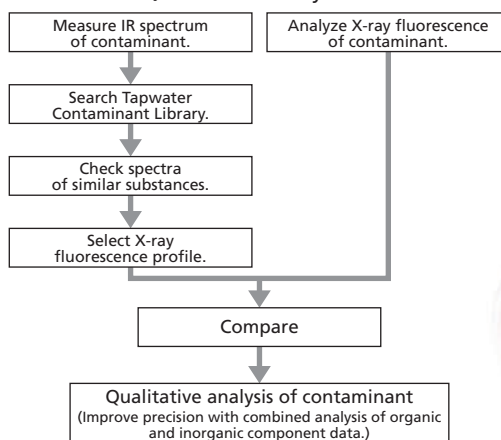 Measure IR spectrum
of contaminant.
Analyze X-ray fluorescence
of contaminant.
Search Tapwater
Contaminant Library.
Check spectra
of similar substances.
Select X-ray
fluorescence profile.
Compare
Qualitative analysis of contaminant
(Improve precision with combined analysis of organic
and inorganic component data.)